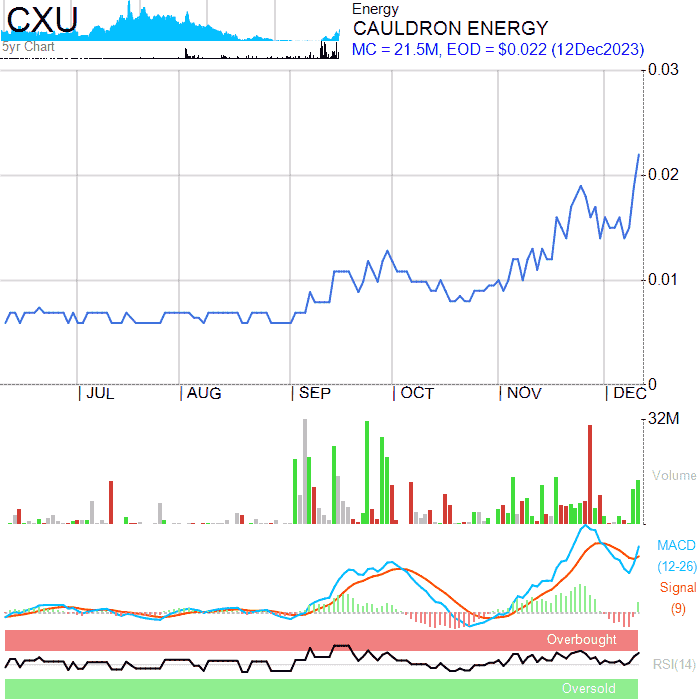 CXU
5yr Chart
Energy
CAULDRON ENERGY
MC = 21.5M, EOD = $0.022 (12Dec2023)
0.03
0.02
0.01
0
| JUL | AUG | SEP | OCT | NOV | DEC
32M
Volume
MACD
(12-26)
Signal
(9)
Overbought
RSI(14)
Oversold